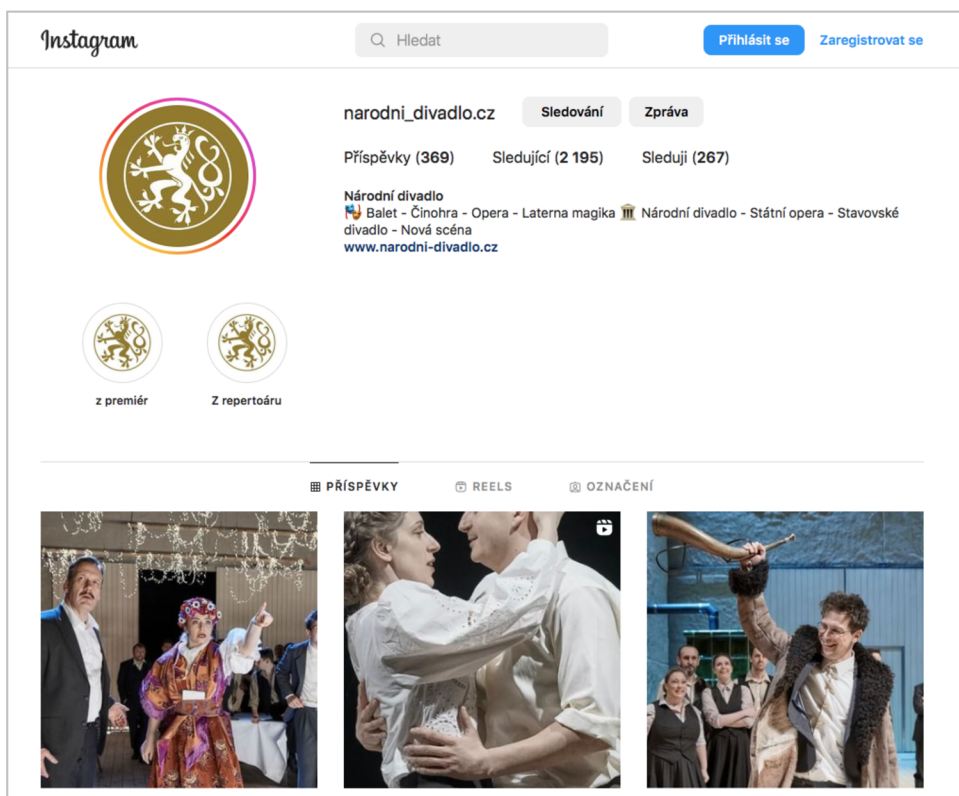 Instagram
Hledat
Přihlásit se
Zaregistrovat se
narodni_divadlo.cz
Sledování
Zpráva
Příspěvky (369)
Sledující (2 195)
Sleduji (267)
Národní divadlo
🎭 Balet - Činohra - Opera - Laterna magika 🏛️ Národní divadlo - Státní opera - Stavovské
divadlo - Nová scéna
www.narodni-divadlo.cz
z premiér
Z repertoáru
PŘÍSPĚVKY
REELS
OZNAČENÍ